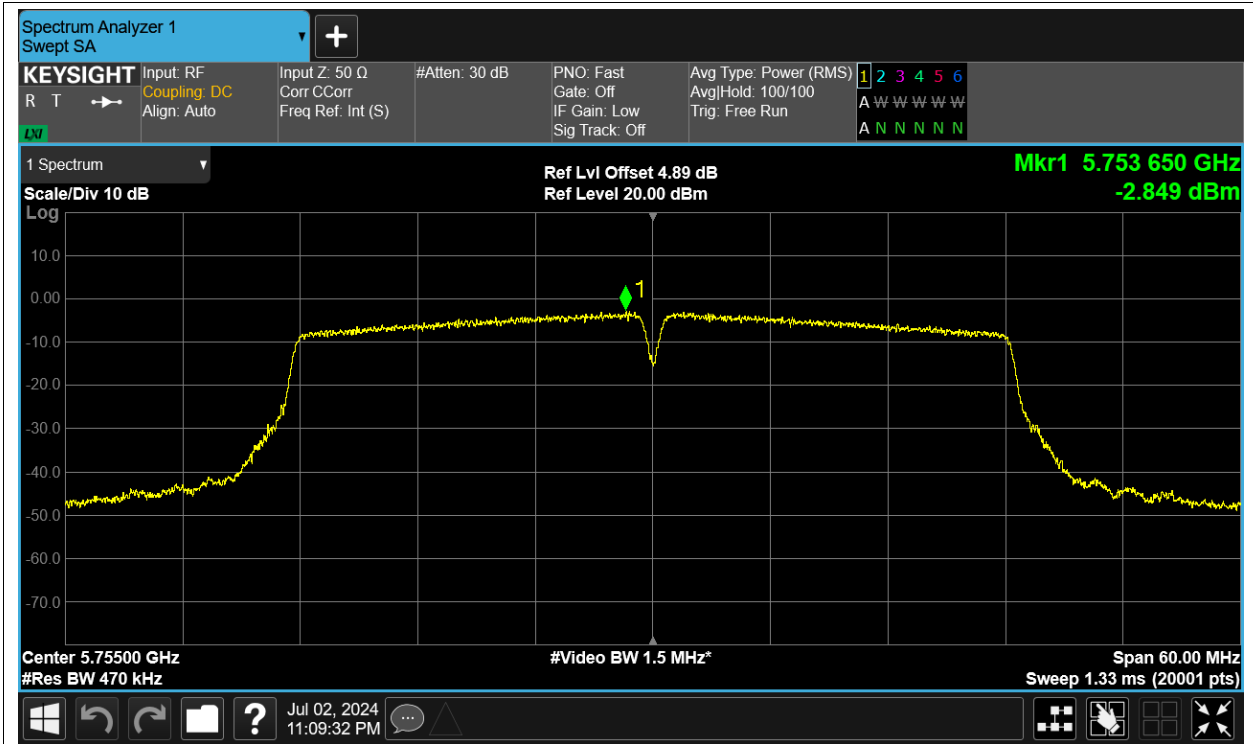 Spectrum Analyzer 1
Swept SA
KEYSIGHT
R T
LXI
Input: RF
Coupling: DC
Align: Auto
Input Z: 50 Ω
Corr CCorr
Freq Ref: Int (S)
#Atten: 30 dB
PNO: Fast
Gate: Off
IF Gain: Low
Sig Track: Off
Avg Type: Power (RMS)
Avg|Hold: 100/100
Trig: Free Run
1 2 3 4 5 6
A W W W W W
A N N N N N
1 Spectrum
Scale/Div 10 dB
Log
Ref Lvl Offset 4.89 dB
Ref Level 20.00 dBm
Mkr1 5.753 650 GHz
-2.849 dBm
10.0
0.00
-10.0
-20.0
-30.0
-40.0
-50.0
-60.0
-70.0
1
Center 5.75500 GHz
#Res BW 470 kHz
#Video BW 1.5 MHz*
Span 60.00 MHz
Sweep 1.33 ms (20001 pts)
?
Jul 02, 2024
11:09:32 PM